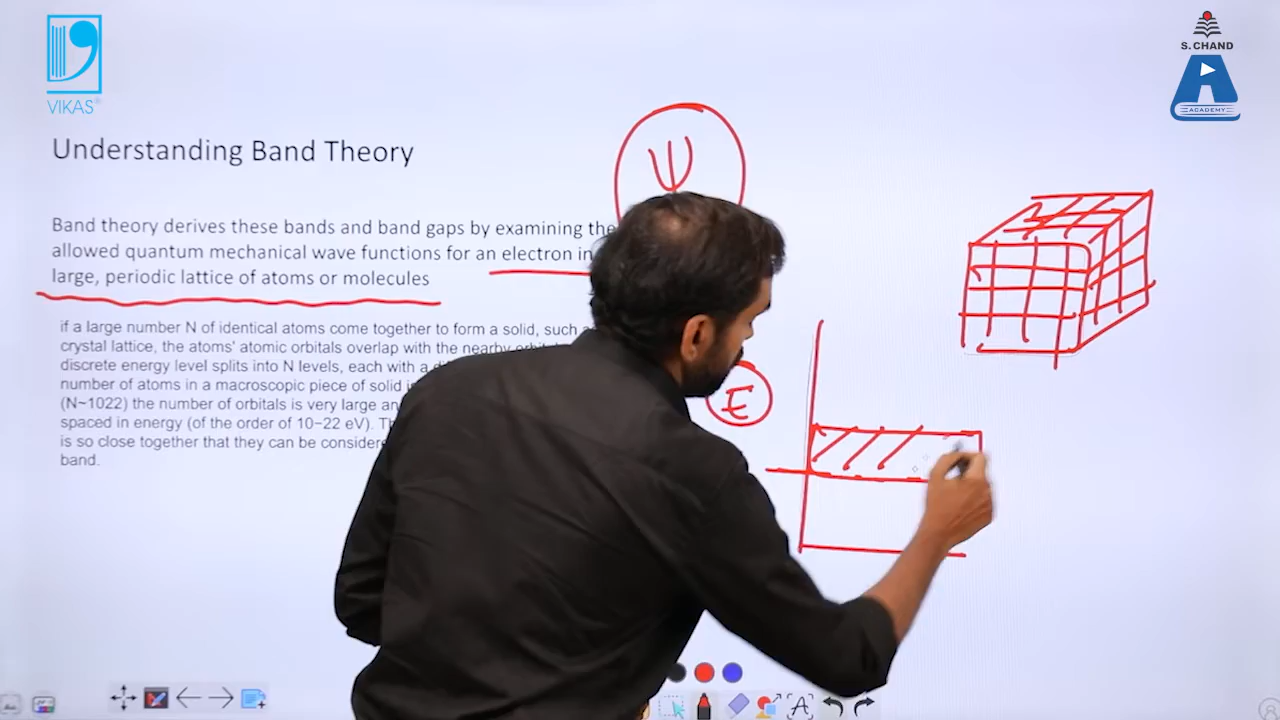 VIKAS
S. CHAND
ACADEMY
Understanding Band Theory
Ψ
Band theory derives these bands and band gaps by examining the
allowed quantum mechanical wave functions for an electron in
large, periodic lattice of atoms or molecules
if a large number N of identical atoms come together to form a solid, such
crystal lattice, the atoms' atomic orbitals overlap with the nearby
discrete energy level splits into N levels, each with a
number of atoms in a macroscopic piece of solid
(N~1022) the number of orbitals is very large
spaced in energy (of the order of 10−22 eV).
is so close together that they can be
band.
E
A